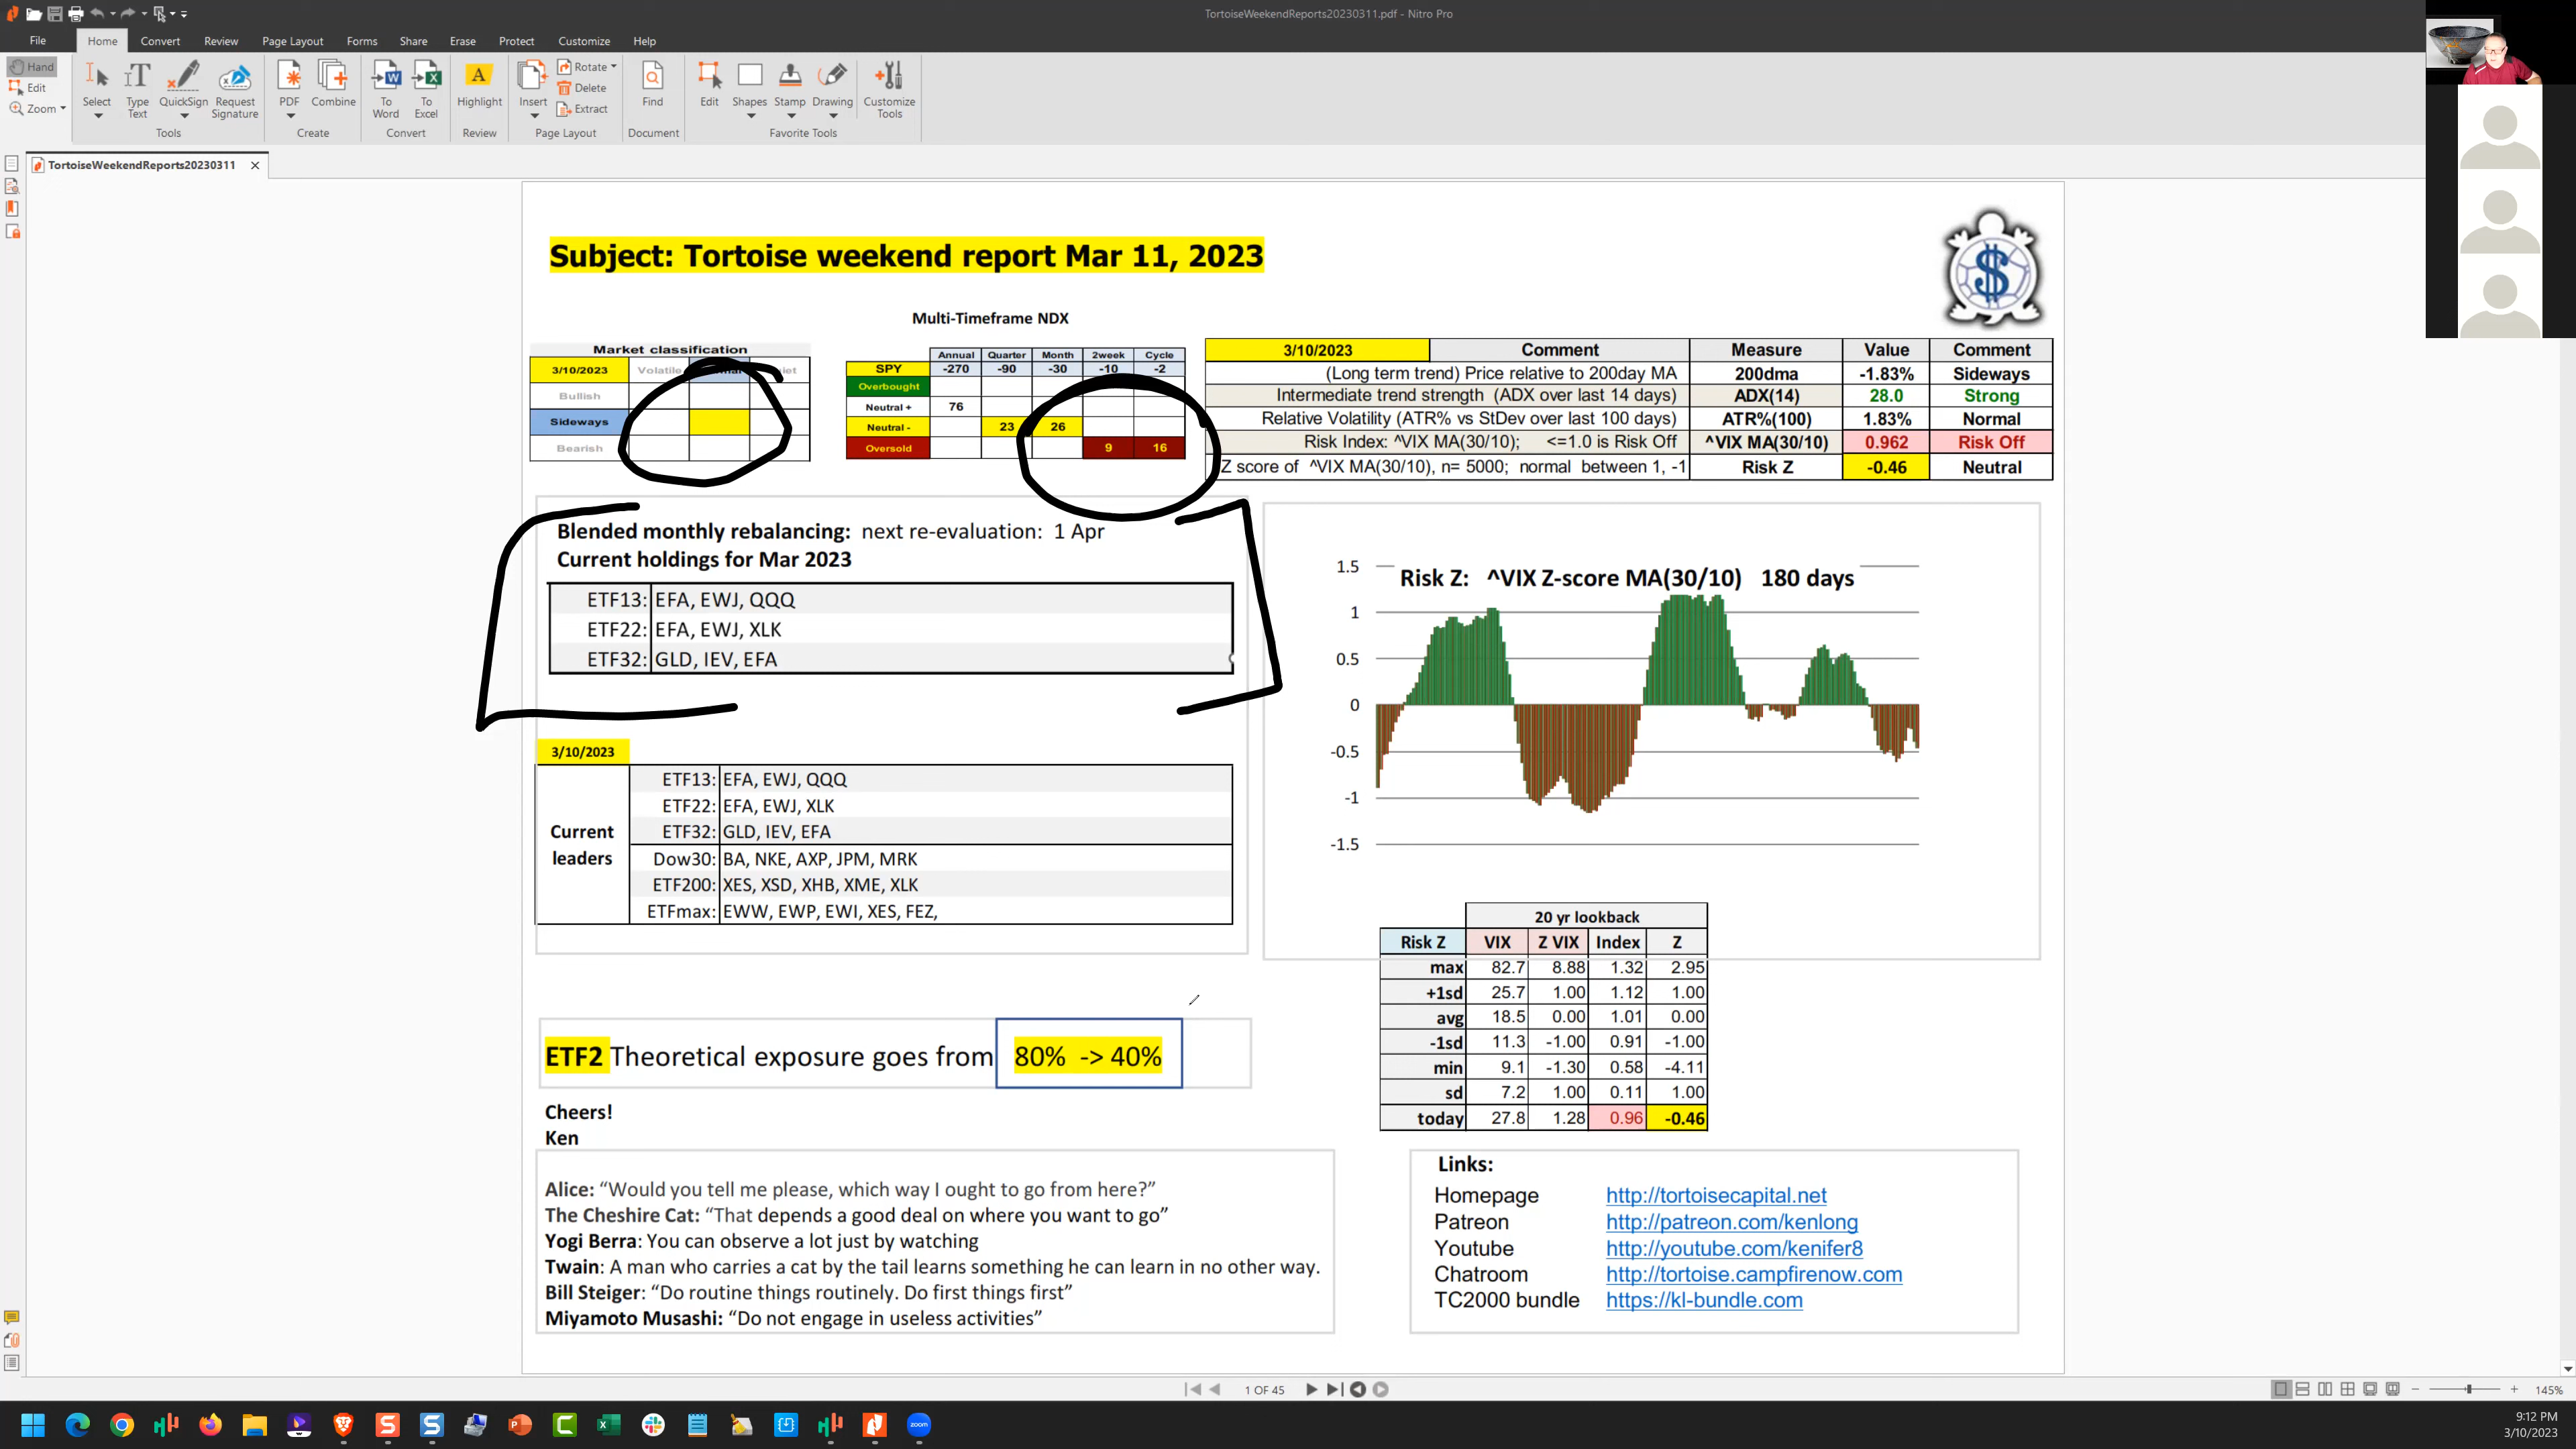 TortoiseWeekendReports20230311.pdf - Nitro Pro
File Home Convert Review Page Layout Forms Share Erase Protect Customize Help
Hand
Edit
Zoom
Select
Type Text
QuickSign
Request Signature
Tools
PDF
Combine
Create
To Word
To Excel
Convert
Highlight
Review
Insert
Rotate
Delete
Extract
Page Layout
Find
Document
Edit
Shapes
Stamp
Drawing
Customize Tools
Favorite Tools
TortoiseWeekendReports20230311
Subject: Tortoise weekend report Mar 11, 2023
Market classification
3/10/2023 Volatile
Bullish
Sideways
Bearish
Multi-Timeframe NDX
Annual Quarter Month 2week Cycle
SPY -270 -90 -30 -10 -2
Overbought
Neutral + 76
Neutral - 23 26
Oversold 9 16
3/10/2023 Comment Measure Value Comment
(Long term trend) Price relative to 200day MA 200dma -1.83% Sideways
Intermediate trend strength (ADX over last 14 days) ADX(14) 28.0 Strong
Relative Volatility (ATR% vs StDev over last 100 days) ATR%(100) 1.83% Normal
Risk Index: ^VIX MA(30/10); <=1.0 is Risk Off ^VIX MA(30/10) 0.962 Risk Off
Z score of ^VIX MA(30/10), n= 5000; normal between 1, -1 Risk Z -0.46 Neutral
Blended monthly rebalancing: next re-evaluation: 1 Apr
Current holdings for Mar 2023
ETF13: EFA, EWJ, QQQ
ETF22: EFA, EWJ, XLK
ETF32: GLD, IEV, EFA
3/10/2023
Current leaders
ETF13: EFA, EWJ, QQQ
ETF22: EFA, EWJ, XLK
ETF32: GLD, IEV, EFA
Dow30: BA, NKE, AXP, JPM, MRK
ETF200: XES, XSD, XHB, XME, XLK
ETFmax: EWW, EWP, EWI, XES, FEZ,
Risk Z: ^VIX Z-score MA(30/10) 180 days
1.5
1
0.5
0
-0.5
-1
-1.5
20 yr lookback
Risk Z VIX Z VIX Index Z
max 82.7 8.88 1.32 2.95
+1sd 25.7 1.00 1.12 1.00
avg 18.5 0.00 1.01 0.00
-1sd 11.3 -1.00 0.91 -1.00
min 9.1 -1.30 0.58 -4.11
sd 7.2 1.00 0.11 1.00
today 27.8 1.28 0.96 -0.46
ETF2 Theoretical exposure goes from 80% -> 40%
Cheers!
Ken
Alice: “Would you tell me please, which way I ought to go from here?”
The Cheshire Cat: “That depends a good deal on where you want to go”
Yogi Berra: You can observe a lot just by watching
Twain: A man who carries a cat by the tail learns something he can learn in no other way.
Bill Steiger: “Do routine things routinely. Do first things first”
Miyamoto Musashi: “Do not engage in useless activities”
Links:
Homepage http://tortoisecapital.net
Patreon http://patreon.com/kenlong
Youtube http://youtube.com/kenifer8
Chatroom http://tortoise.campfirenow.com
TC2000 bundle https://kl-bundle.com
1 OF 45
145%
zoom
9:12 PM
3/10/2023